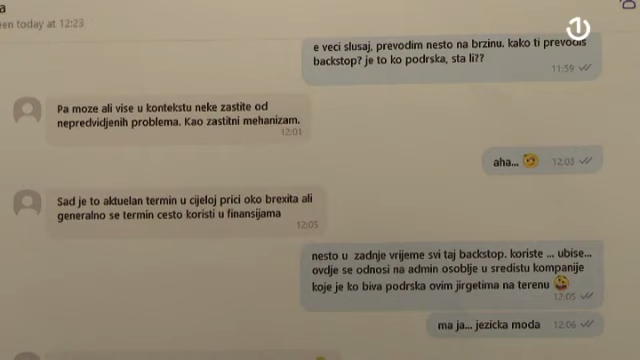 a
een today at 12:23
1
e veci slusaj, prevodim nesto na brzinu. kako ti prevodis
backstop? je to ko podrska, sta li??
11:59
Pa moze ali vise u kontekstu neke zastite od
nepredvidjenih problema. Kao zastitni mehanizam.
12:01
aha...
12:03
Sad je to aktuelan termin u cijeloj prici oko brexita ali
generalno se termin cesto koristi u finansijama
12:05
nesto u zadnje vrijeme svi taj backstop. koriste ... ubise...
ovdje se odnosi na admin osoblje u sredistu kompanije
koje je ko biva podrska ovim jirgetima na terenu
12:05
ma ja... jezicka moda
12:06